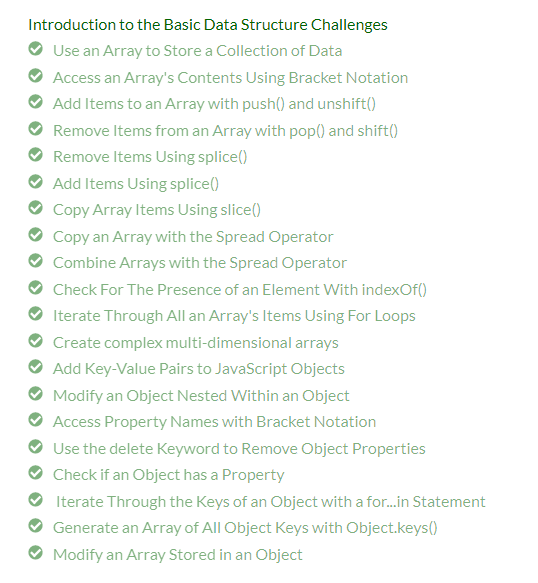 Introduction to the Basic Data Structure Challenges
Use an Array to Store a Collection of Data
Access an Array's Contents Using Bracket Notation
Add Items to an Array with push() and unshift()
Remove Items from an Array with pop() and shift()
Remove Items Using splice()
Add Items Using splice()
Copy Array Items Using slice()
Copy an Array with the Spread Operator
Combine Arrays with the Spread Operator
Check For The Presence of an Element With indexOf()
Iterate Through All an Array's Items Using For Loops
Create complex multi-dimensional arrays
Add Key-Value Pairs to JavaScript Objects
Modify an Object Nested Within an Object
Access Property Names with Bracket Notation
Use the delete Keyword to Remove Object Properties
Check if an Object has a Property
Iterate Through the Keys of an Object with a for...in Statement
Generate an Array of All Object Keys with Object.keys()
Modify an Array Stored in an Object